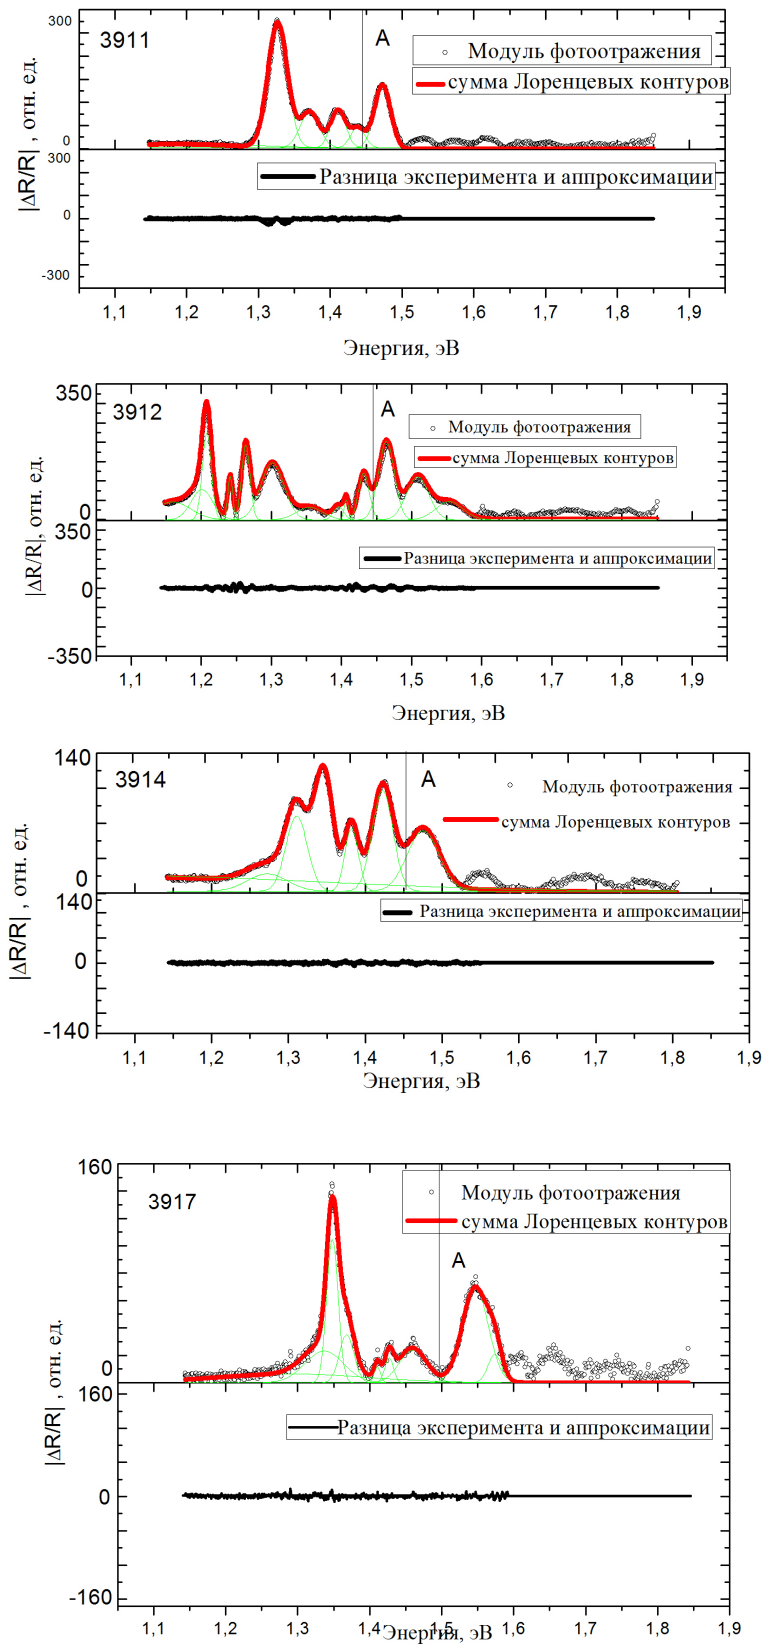 300
3911
A
Модуль фотоотражения
сумма Лоренцевых контуров
0
|ΔR/R| , отн. ед.
300
Разница эксперимента и аппроксимации
0
-300
1,1 1,2 1,3 1,4 1,5 1,6 1,7 1,8 1,9
Энергия, эВ
350
3912
A
Модуль фотоотражения
сумма Лоренцевых контуров
0
|ΔR/R|, отн. ед.
350
Разница эксперимента и аппроксимации
0
-350
1,1 1,2 1,3 1,4 1,5 1,6 1,7 1,8 1,9
Энергия, эВ
140
3914
A
Модуль фотоотражения
сумма Лоренцевых контуров
0
|ΔR/R| , отн. ед.
140
Разница эксперимента и аппроксимации
0
-140
1,1 1,2 1,3 1,4 1,5 1,6 1,7 1,8 1,9
Энергия, эВ
160
3917
Модуль фотоотражения
сумма Лоренцевых контуров
A
0
|ΔR/R| , отн. ед.
160
Разница эксперимента и аппроксимации
0
-160
1,1 1,2 1,3 1,4 1,5 1,6 1,7 1,8 1,9
Энергия, эВ